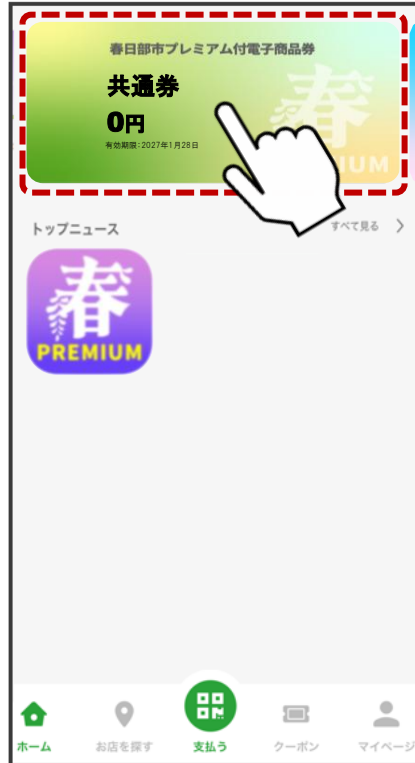 春日部市プレミアム付電子商品券
共通券
0円
有効期限:2027年1月28日
春
UM
トップニュース
すべて見る
春
PREMIUM
ホーム
お店を探す
支払う
クーポン
マイページ